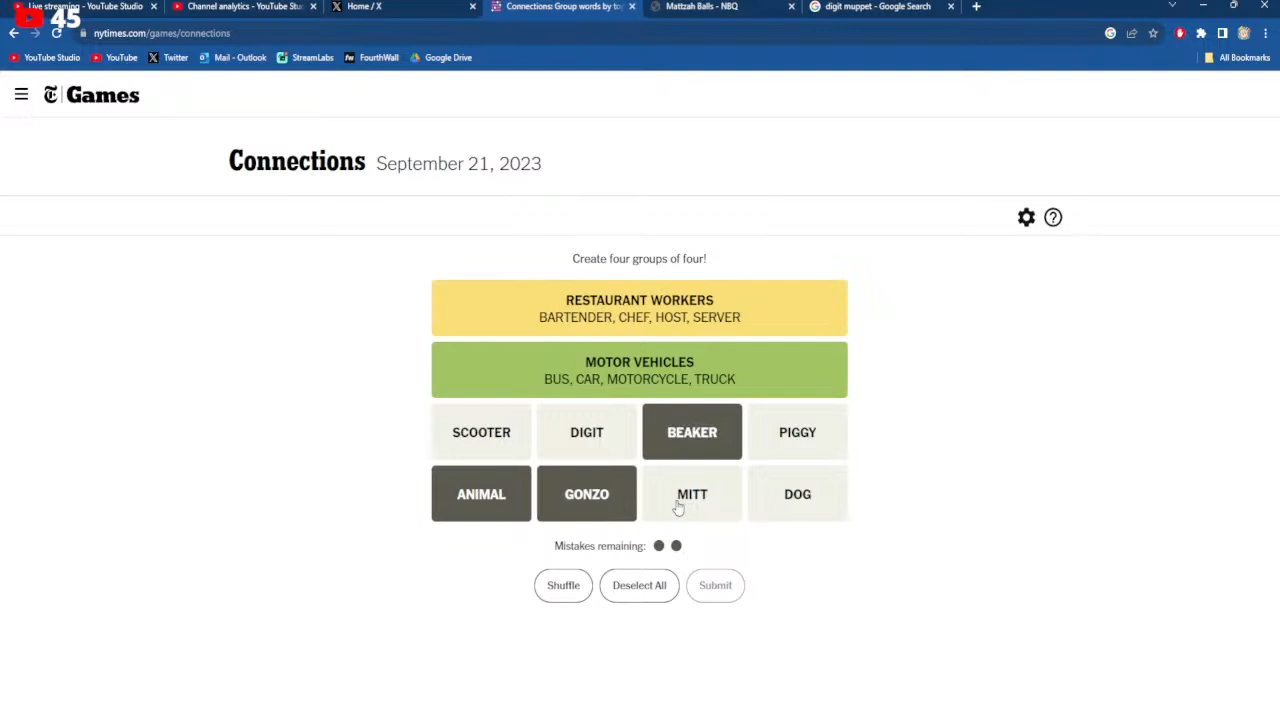 Live streaming - YouTube Studio
Channel analytics - YouTube Stu
Home / X
Connections: Group words by to
Mattzah Balls - NBQ
digit muppet - Google Search
45
nytimes.com/games/connections
YouTube Studio
YouTube
Twitter
Mail - Outlook
StreamLabs
FourthWall
Google Drive
All Bookmarks
T Games
Connections September 21, 2023
Create four groups of four!
RESTAURANT WORKERS
BARTENDER, CHEF, HOST, SERVER
MOTOR VEHICLES
BUS, CAR, MOTORCYCLE, TRUCK
SCOOTER DIGIT BEAKER PIGGY
ANIMAL GONZO MITT DOG
Mistakes remaining:
Shuffle Deselect All Submit